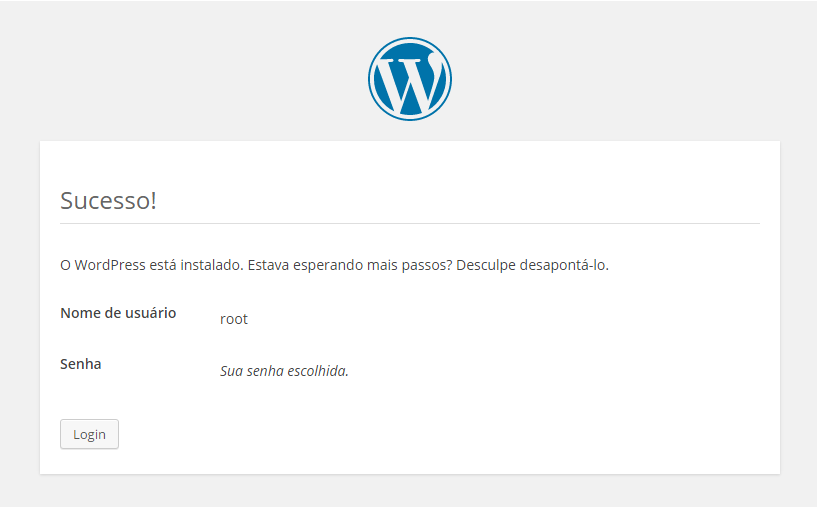 Sucesso!
O WordPress está instalado. Estava esperando mais passos? Desculpe desapontá-lo.
Nome de usuário
root
Senha
Sua senha escolhida.
Login